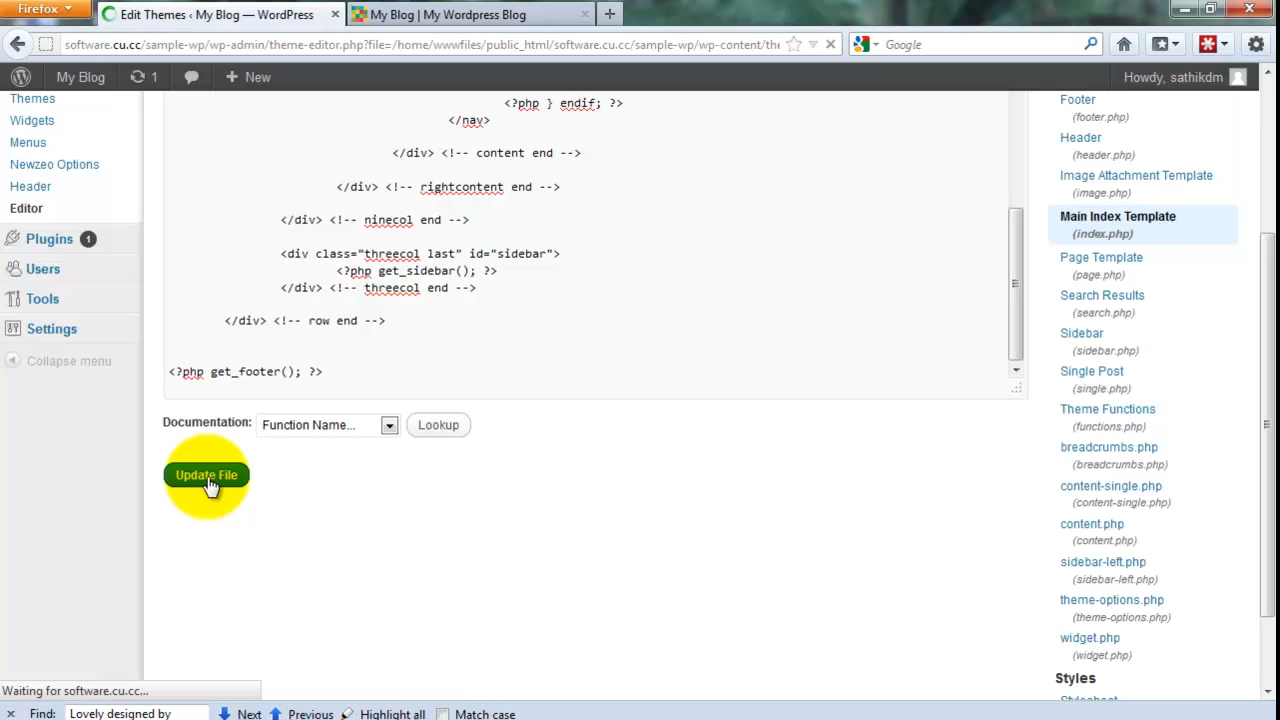 Firefox
Edit Themes ‹ My Blog — WordPress
My Blog | My Wordpress Blog
software.cu.cc/sample-wp/wp-admin/theme-editor.php?file=/home/wwwfiles/public_html/software.cu.cc/sample-wp/wp-content/the
Google
My Blog
1
New
Howdy, sathikdm
Themes
Widgets
Menus
Newzeo Options
Header
Editor
Plugins 1
Users
Tools
Settings
Collapse menu
<?php } endif; ?>
</nav>
</div> <!-- content end -->
</div> <!-- rightcontent end -->
</div> <!-- ninecol end -->
<div class="threecol last" id="sidebar">
<?php get_sidebar(); ?>
</div> <!-- threecol end -->
</div> <!-- row end -->
<?php get_footer(); ?>
Documentation: Function Name... Lookup
Update File
Footer
(footer.php)
Header
(header.php)
Image Attachment Template
(image.php)
Main Index Template
(index.php)
Page Template
(page.php)
Search Results
(search.php)
Sidebar
(sidebar.php)
Single Post
(single.php)
Theme Functions
(functions.php)
breadcrumbs.php
(breadcrumbs.php)
content-single.php
(content-single.php)
content.php
(content.php)
sidebar-left.php
(sidebar-left.php)
theme-options.php
(theme-options.php)
widget.php
(widget.php)
Styles
Stylesheet
Waiting for software.cu.cc...
Find: Lovely designed by Next Previous Highlight all Match case